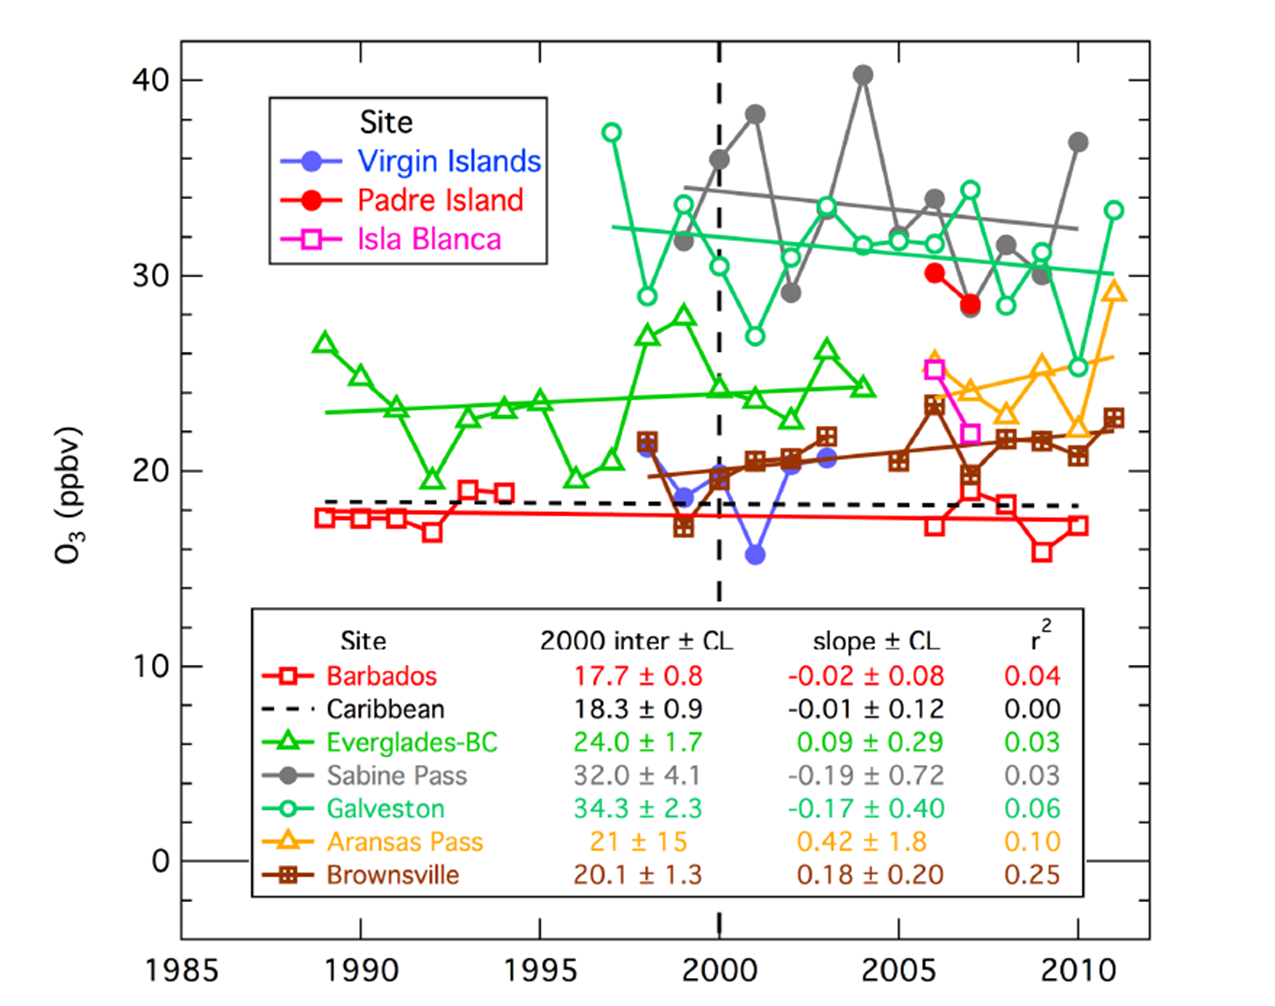 40
30
20
10
0
O3 (ppbv)
Site
Virgin Islands
Padre Island
Isla Blanca
Site 2000 inter ± CL slope ± CL r2
Barbados 17.7 ± 0.8 -0.02 ± 0.08 0.04
Caribbean 18.3 ± 0.9 -0.01 ± 0.12 0.00
Everglades-BC 24.0 ± 1.7 0.09 ± 0.29 0.03
Sabine Pass 32.0 ± 4.1 -0.19 ± 0.72 0.03
Galveston 34.3 ± 2.3 -0.17 ± 0.40 0.06
Aransas Pass 21 ± 15 0.42 ± 1.8 0.10
Brownsville 20.1 ± 1.3 0.18 ± 0.20 0.25
1985 1990 1995 2000 2005 2010